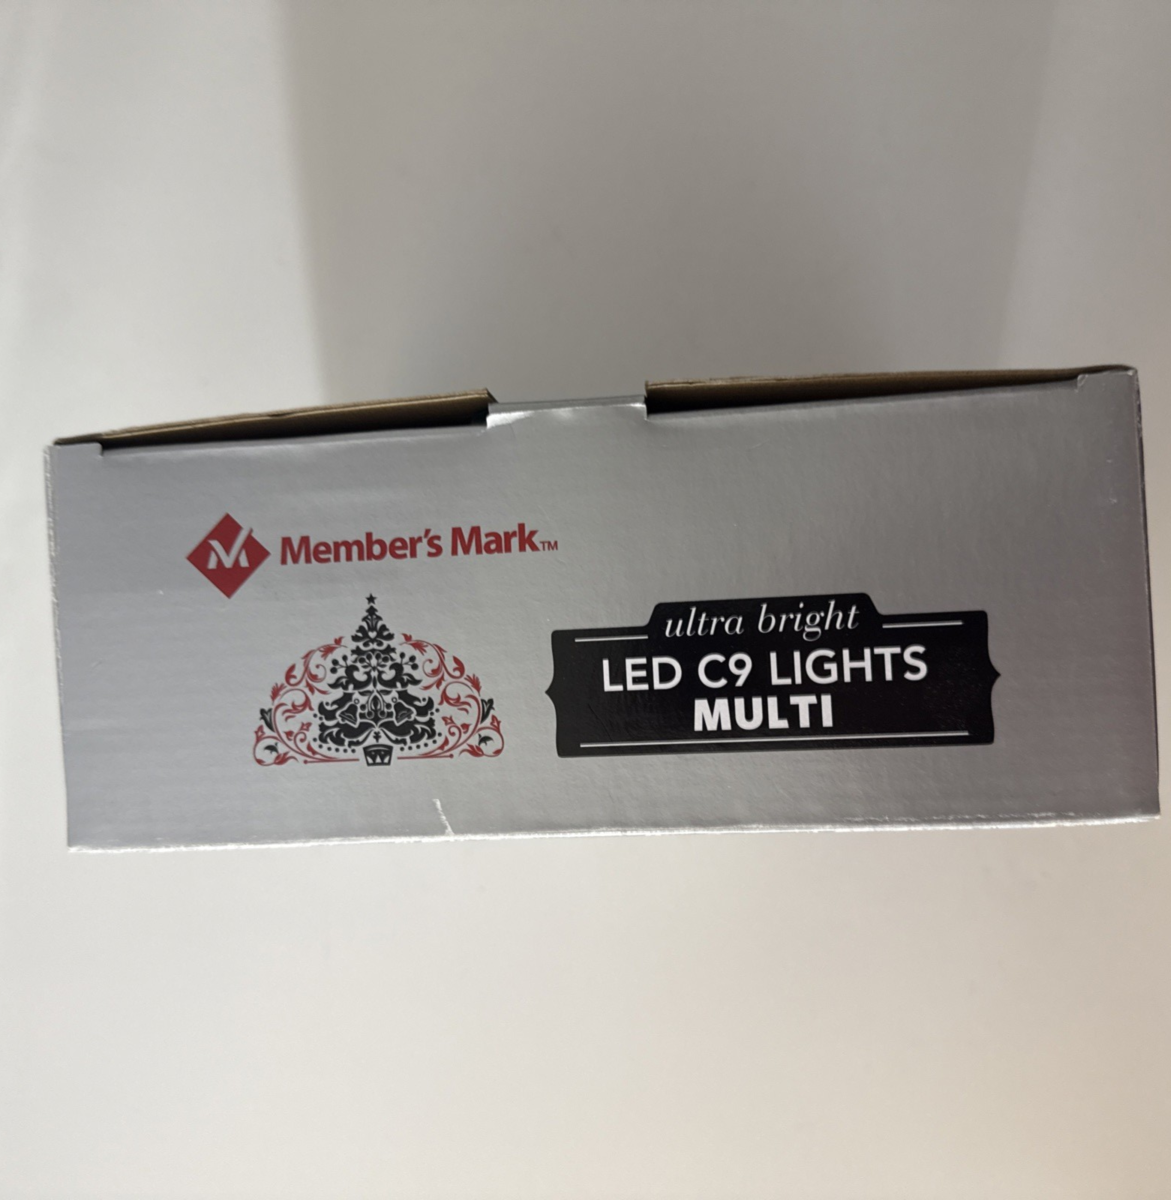 Member's Mark™
ultra bright
LED C9 LIGHTS
MULTI